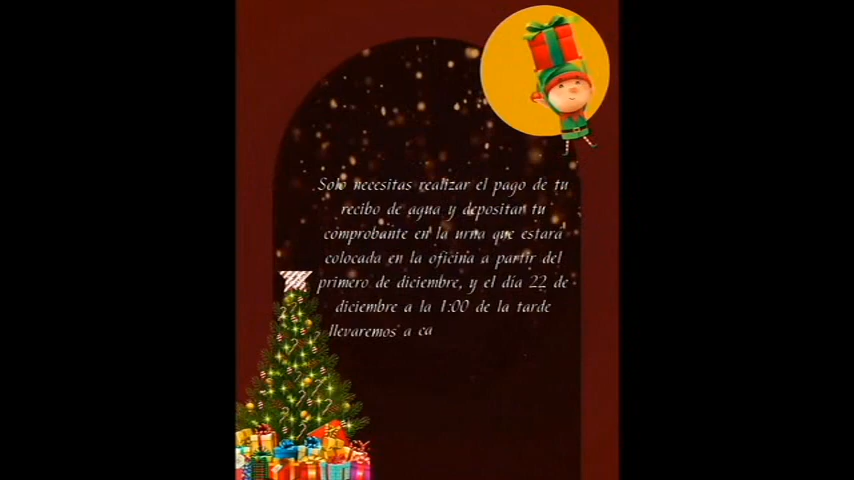 Solo necesitas realizar el pago de tu
recibo de agua y depositar tu
comprobante en la urna que estará
colocada en la oficina a partir del
primero de diciembre, y el día 22 de
diciembre a la 1:00 de la tarde
llevaremos a ca